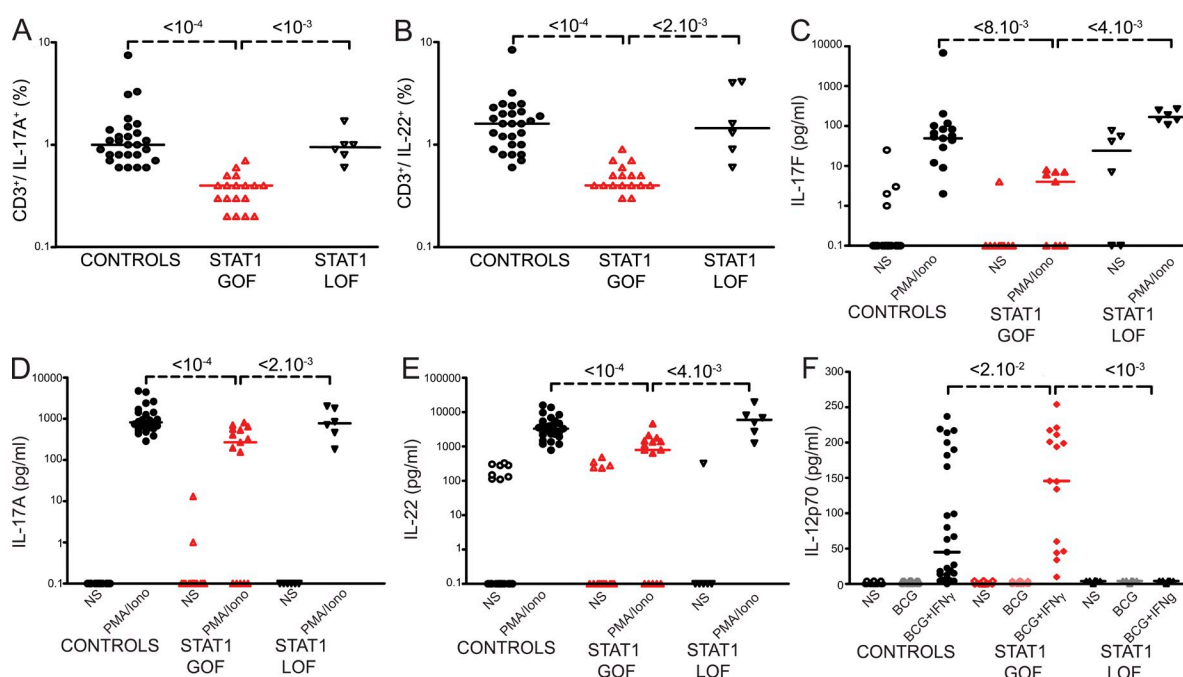 A
<10⁻⁴
<10⁻³
CD3⁺/ IL-17A⁺ (%)
10
1
0.1
CONTROLS
STAT1
GOF
STAT1
LOF
B
<10⁻⁴
<2.10⁻³
CD3⁺/ IL-22⁺ (%)
10
1
0.1
CONTROLS
STAT1
GOF
STAT1
LOF
C
<8.10⁻³
<4.10⁻³
IL-17F (pg/ml)
10000
1000
100
10
1
0.1
NS
PMA/Iono
NS
PMA/Iono
NS
PMA/Iono
CONTROLS
STAT1
GOF
STAT1
LOF
D
<10⁻⁴
<2.10⁻³
IL-17A (pg/ml)
10000
1000
100
10
1
0.1
NS
PMA/Iono
NS
PMA/Iono
NS
PMA/Iono
CONTROLS
STAT1
GOF
STAT1
LOF
E
<10⁻⁴
<4.10⁻³
IL-22 (pg/ml)
100000
10000
1000
100
10
1
0.1
NS
PMA/Iono
NS
PMA/Iono
NS
PMA/Iono
CONTROLS
STAT1
GOF
STAT1
LOF
F
<2.10⁻²
<10⁻³
IL-12p70 (pg/ml)
300
250
200
150
100
50
0
NS
BCG
BCG+IFNγ
NS
BCG
BCG+IFNγ
NS
BCG
BCG+IFNg
CONTROLS
STAT1
GOF
STAT1
LOF